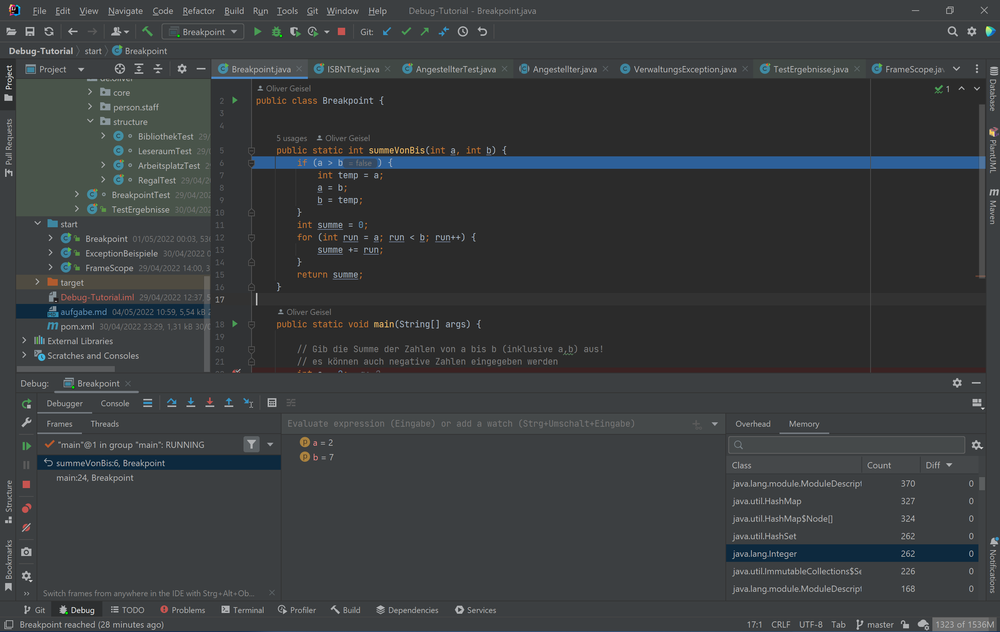 File Edit View Navigate Code Refactor Build Run Tools Git Window Help Debug-Tutorial - Breakpoint.java
Breakpoint Git:
Debug-Tutorial start Breakpoint
Project
Breakpoint.java ISBNTest.java AngestellterTest.java Angestellter.java VerwaltungsException.java TestErgebnisse.java FrameScope.jav
Project
Pull Requests
Structure
Bookmarks
de.oliver
core
person.staff
structure
BibliothekTest 29/
LeseraumTest 29/0
ArbeitsplatzTest 2
RegalTest 29/04/20
BreakpointTest 29/04/202
TestErgebnisse 30/04/202
start
Breakpoint 01/05/2022 00:03, 536
ExceptionBeispiele 30/04/2022 0
FrameScope 29/04/2022 14:00, 3
target
Debug-Tutorial.iml 29/04/2022 12:37, 5
aufgabe.md 04/05/2022 10:59, 5,54 kB 2
pom.xml 30/04/2022 23:29, 1,31 kB 30/0
External Libraries
Scratches and Consoles
Oliver Geisel
1
2 public class Breakpoint {
3
4
5 usages Oliver Geisel
5 public static int summeVonBis(int a, int b) {
6 if (a > b = false ) {
7 int temp = a;
8 a = b;
9 b = temp;
10 }
11 int summe = 0;
12 for (int run = a; run < b; run++) {
13 summe += run;
14 }
15 return summe;
16 }
17
Oliver Geisel
18 public static void main(String[] args) {
19
20 // Gib die Summe der Zahlen von a bis b (inklusive a,b) aus!
21 // es können auch negative Zahlen eingegeben werden
Database
PlantUML
Maven
Notifications
Debug: Breakpoint
Debugger Console
Frames Threads
"main"@1 in group "main": RUNNING
summeVonBis:6, Breakpoint
main:24, Breakpoint
Switch frames from anywhere in the IDE with Strg+Alt+Ob...
Evaluate expression (Eingabe) or add a watch (Strg+Umschalt+Eingabe)
p a = 2
p b = 7
Overhead Memory
Class Count Diff
java.lang.module.ModuleDescript 370 0
java.util.HashMap 327 0
java.util.HashMap$Node[] 324 0
java.util.HashSet 262 0
java.lang.Integer 262 0
java.util.ImmutableCollections$Se 226 0
java.lang.module.ModuleDescript 168 0
Git Debug TODO Problems Terminal Profiler Build Dependencies Services
Breakpoint reached (28 minutes ago) 17:1 CRLF UTF-8 Tab master 1323 of 1536M